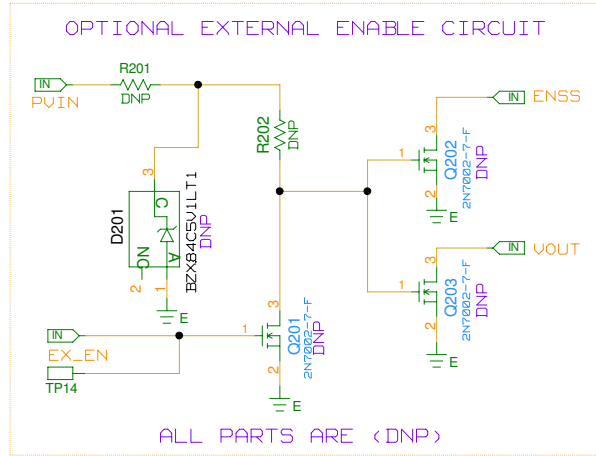 OPTIONAL EXTERNAL ENABLE CIRCUIT
IN
PVIN
R201
DNP
R202
DNP
IN
ENSS
3
1
2
Q202
2N7002-7-F
DNP
E
3
C
D201
NC
A
2
1
BZX84C5V1LT1
DNP
E
IN
VOUT
3
1
2
Q203
2N7002-7-F
DNP
E
IN
EX_EN
TP14
3
1
2
Q201
2N7002-7-F
DNP
E
ALL PARTS ARE (DNP)